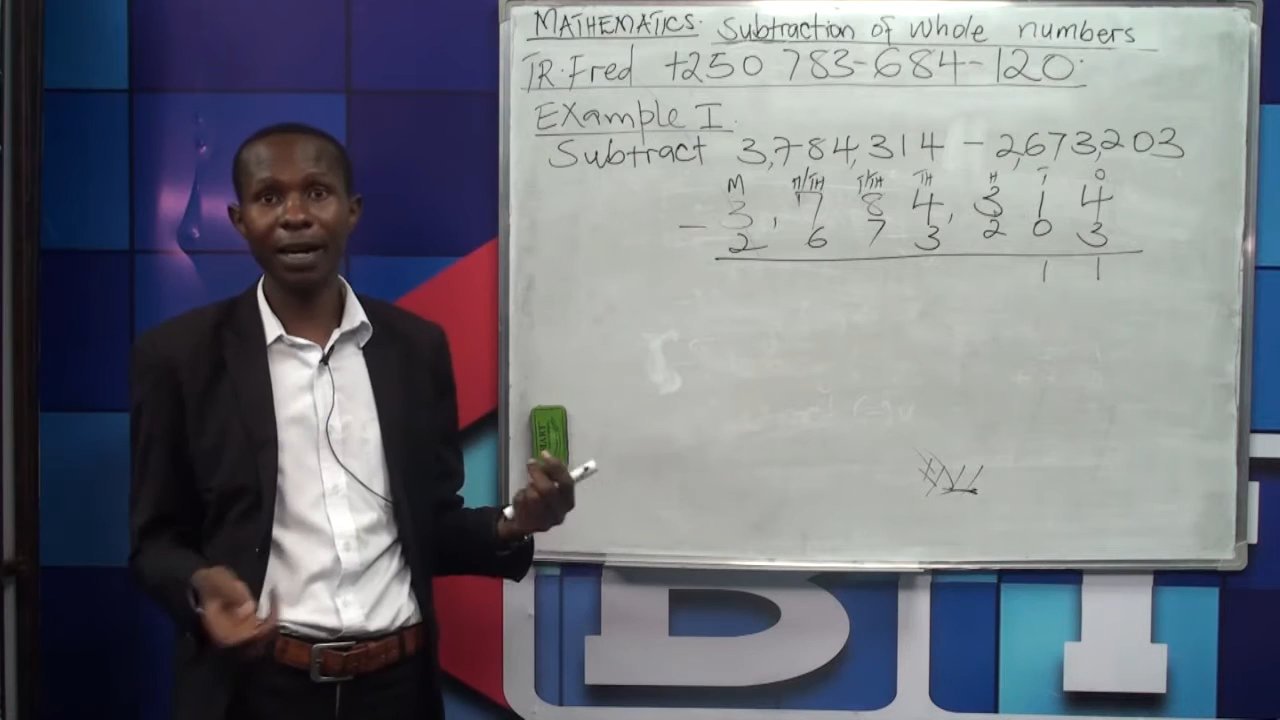 MATHEMATICS: Subtraction of Whole numbers
TR. Fred +250 783-684-120.
Example I.
Subtract 3,784,314 - 2,673,203
M H/TH T/TH TH H T O
3, 7 8 4, 3 1 4
- 2 6 7 3 2 0 3
1 1